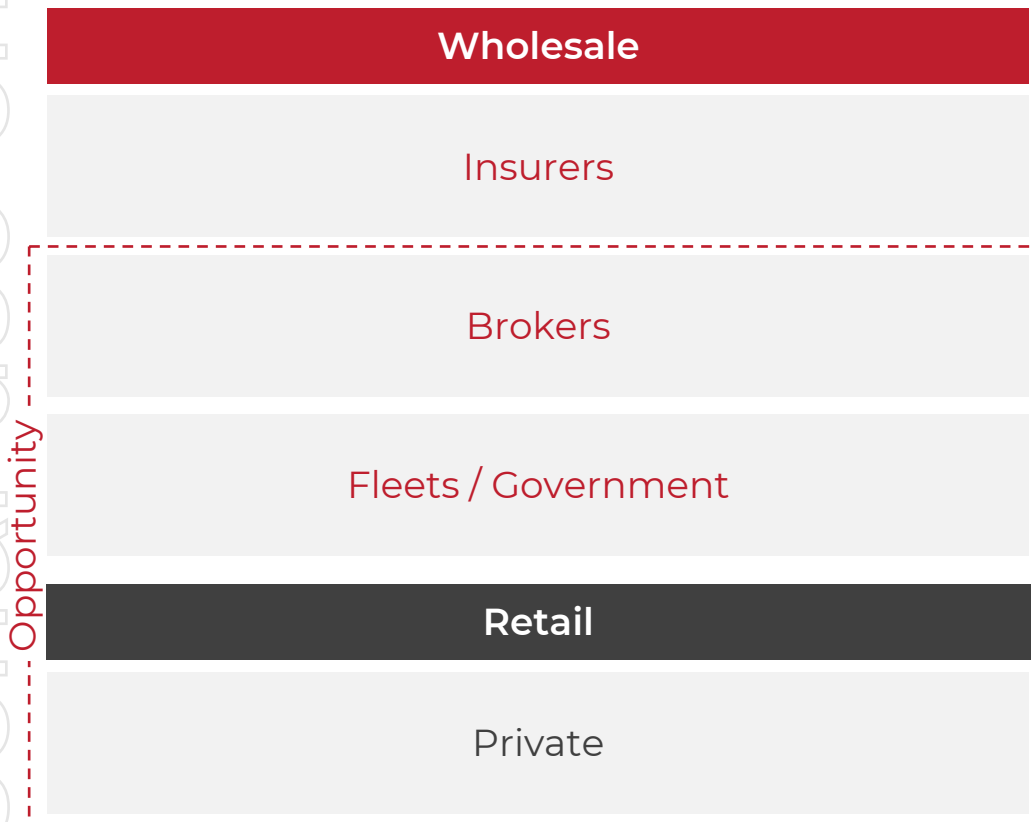 Wholesale
Insurers
Brokers
Fleets / Government
Opportunity
Retail
Private